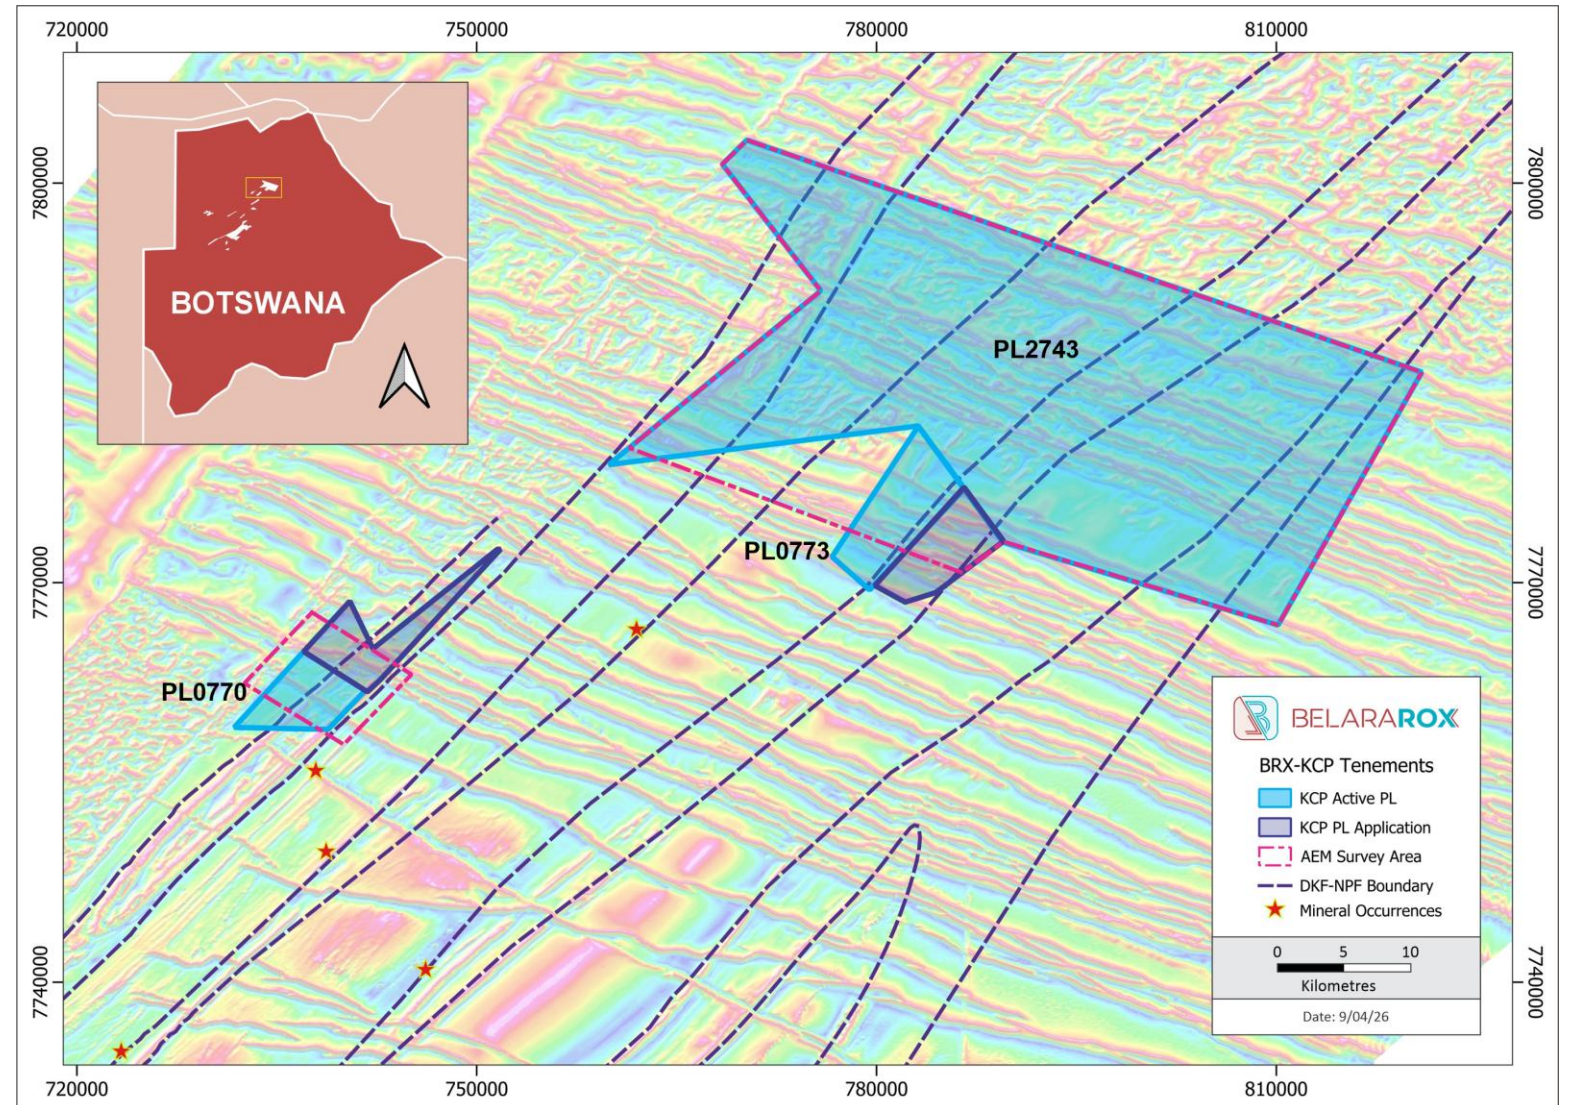 720000 750000 780000 810000
7800000
7800000
BOTSWANA
PL2743
PL0773
7770000
7770000
PL0770
BELARAROX
BRX-KCP Tenements
KCP Active PL
KCP PL Application
AEM Survey Area
DKF-NPF Boundary
Mineral Occurrences
0 5 10
Kilometres
Date: 9/04/26
7740000
7740000
720000 750000 780000 810000